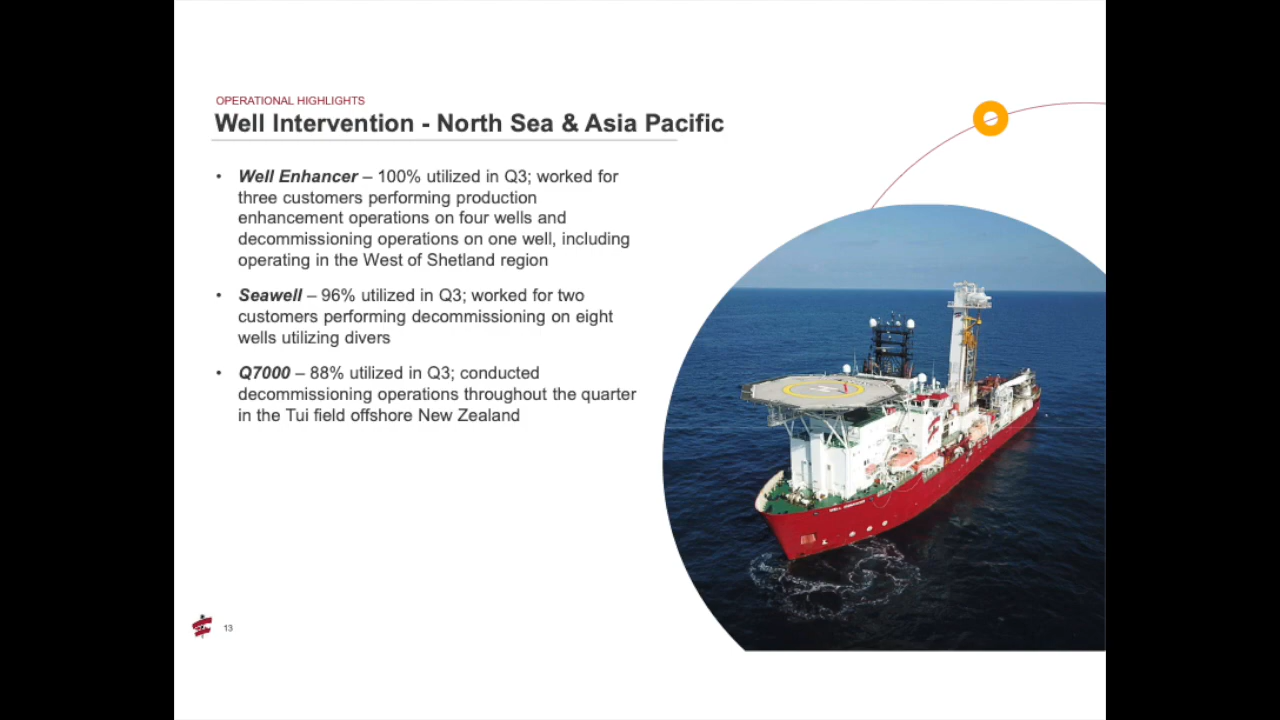 OPERATIONAL HIGHLIGHTS
Well Intervention - North Sea & Asia Pacific
• Well Enhancer – 100% utilized in Q3; worked for
three customers performing production
enhancement operations on four wells and
decommissioning operations on one well, including
operating in the West of Shetland region
• Seawell – 96% utilized in Q3; worked for two
customers performing decommissioning on eight
wells utilizing divers
• Q7000 – 88% utilized in Q3; conducted
decommissioning operations throughout the quarter
in the Tui field offshore New Zealand
WELL ENHANCER
13